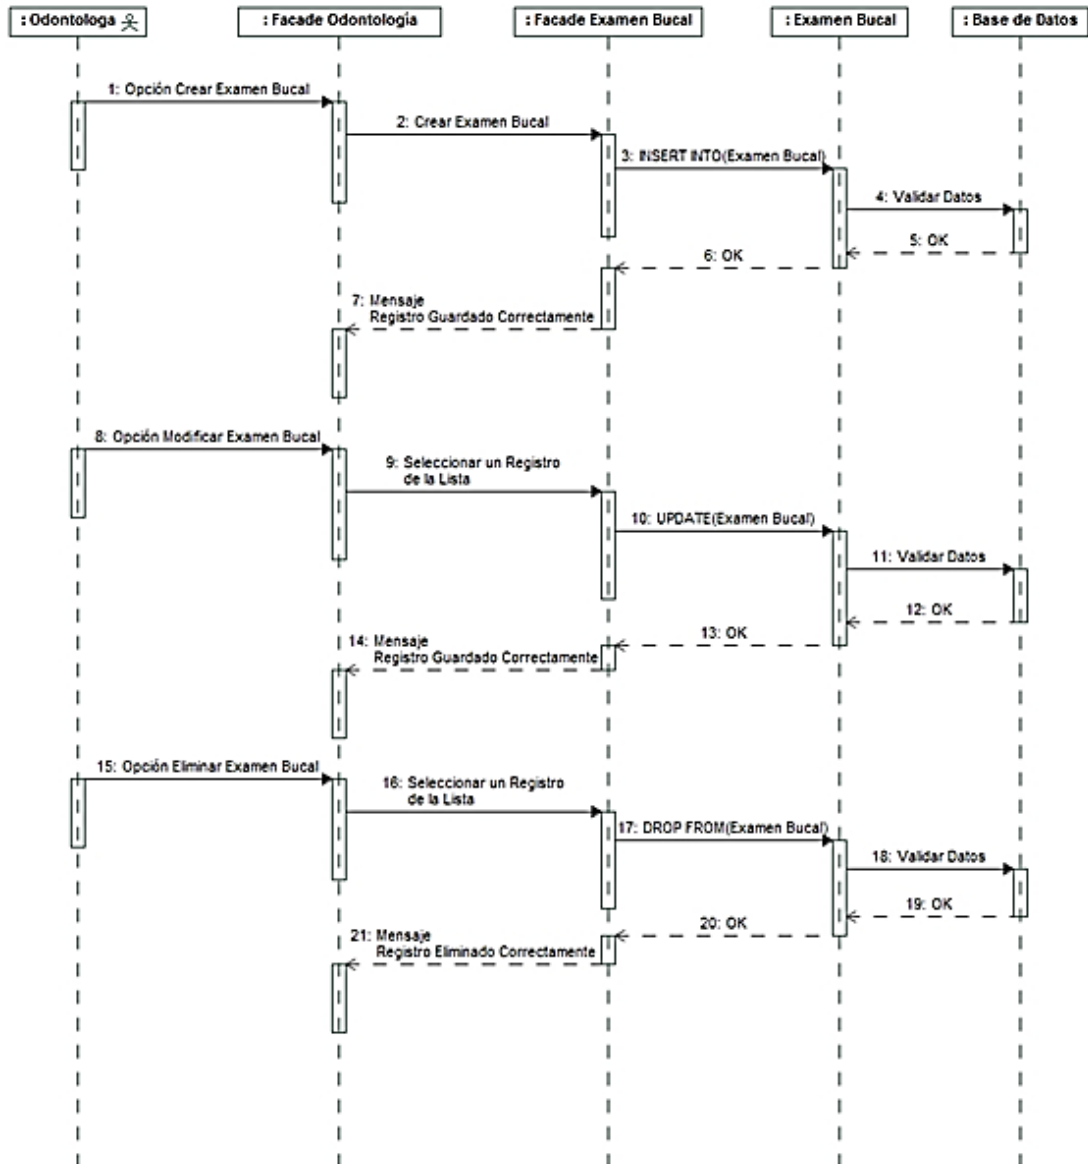 : Odontologa
: Facade Odontología
: Facade Examen Bucal
: Examen Bucal
: Base de Datos
1: Opción Crear Examen Bucal
2: Crear Examen Bucal
3: INSERT INTO(Examen Bucal)
4: Validar Datos
5: OK
6: OK
7: Mensaje
Registro Guardado Correctamente
8: Opción Modificar Examen Bucal
9: Seleccionar un Registro
de la Lista
10: UPDATE(Examen Bucal)
11: Validar Datos
12: OK
13: OK
14: Mensaje
Registro Guardado Correctamente
15: Opción Eliminar Examen Bucal
16: Seleccionar un Registro
de la Lista
17: DROP FROM(Examen Bucal)
18: Validar Datos
19: OK
20: OK
21: Mensaje
Registro Eliminado Correctamente